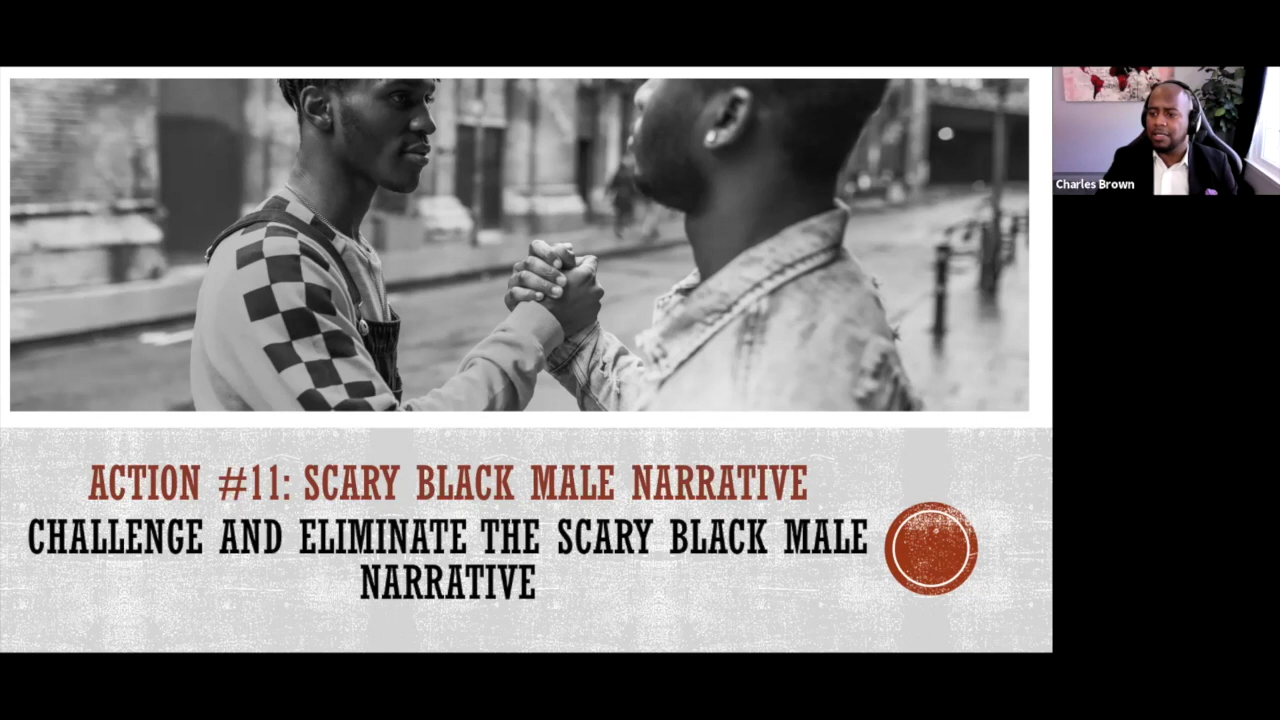 Charles Brown
ACTION #11: SCARY BLACK MALE NARRATIVE
CHALLENGE AND ELIMINATE THE SCARY BLACK MALE
NARRATIVE